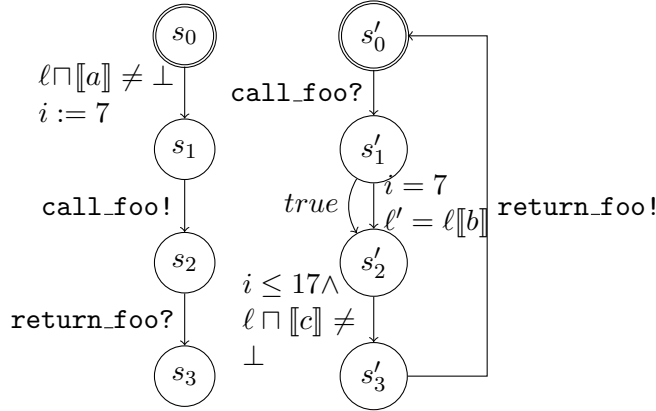 s₀
ℓ⊓⟦a⟧ ≠ ⊥
i := 7
s₁
call_foo!
s₂
return_foo?
s₃
s′₀
call_foo?
s′₁
true
i = 7
ℓ′ = ℓ⟦b⟧
s′₂
i ≤ 17∧
ℓ ⊓ ⟦c⟧ ≠
⊥
s′₃
return_foo!